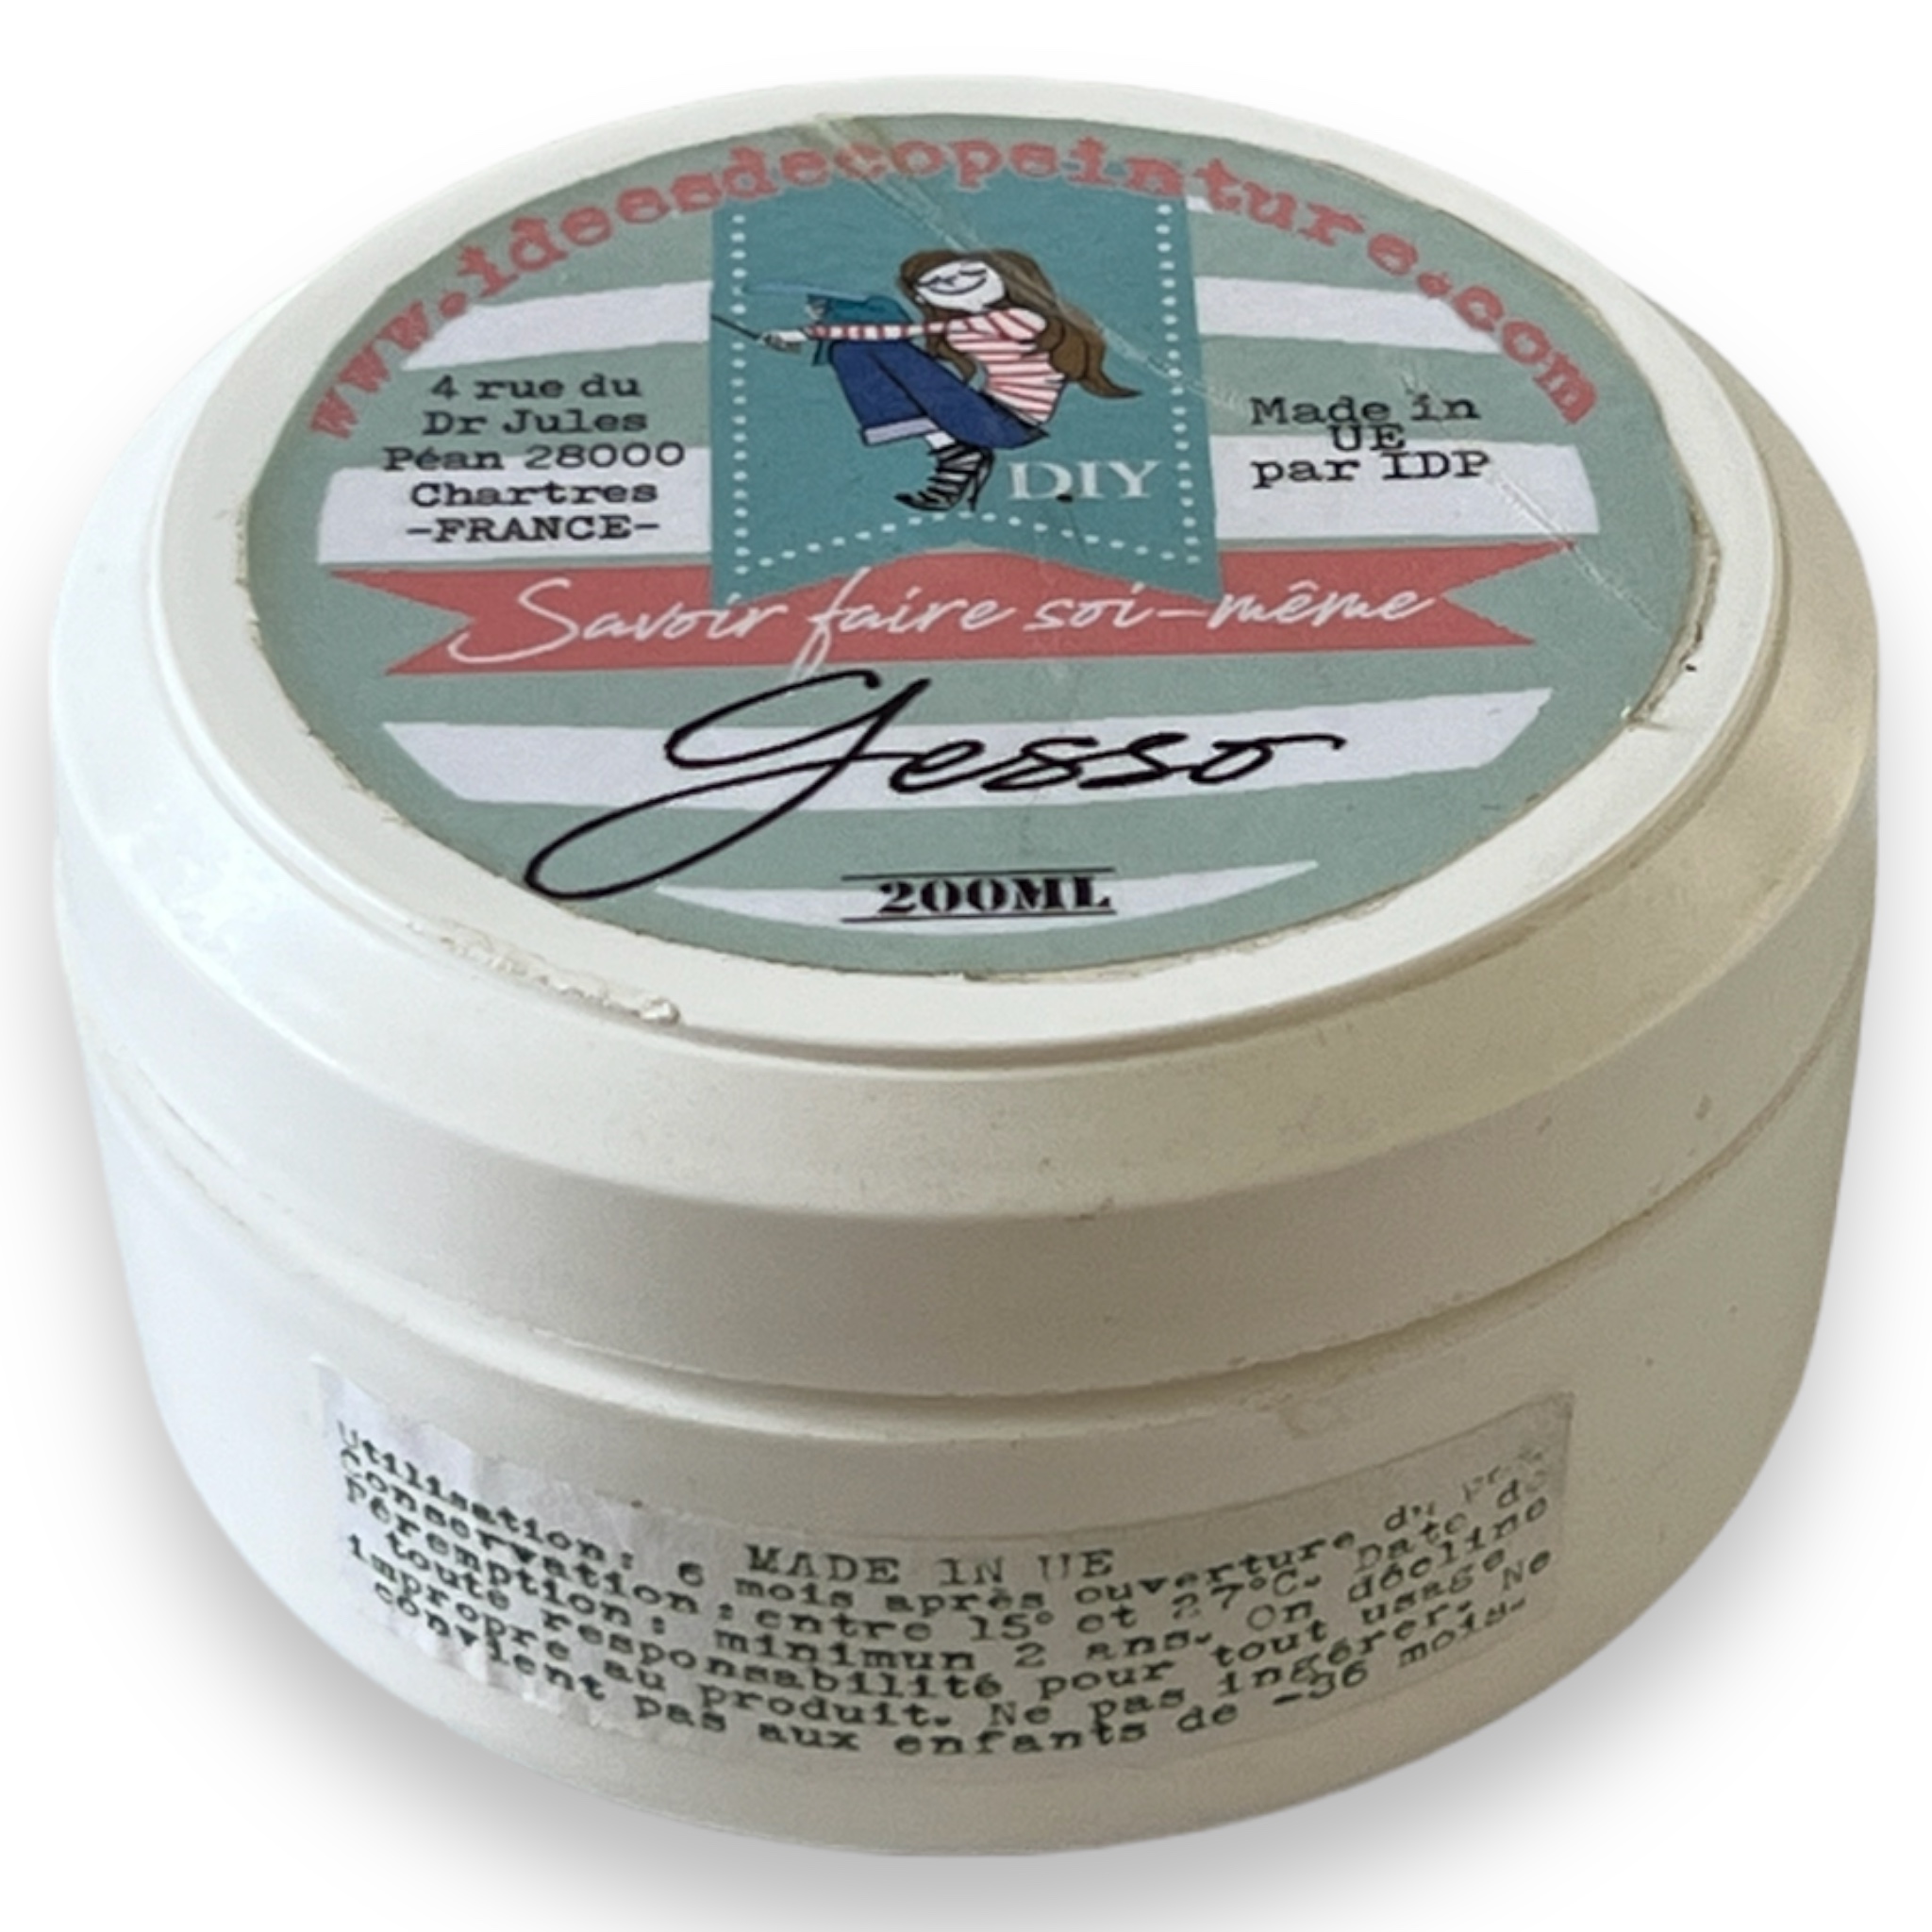 www.ideesdecopeinture.com
4 rue du
Dr Jules
Péan 28000
Chartres
-FRANCE-
DIY
Made in
UE
par IDP
Savoir faire soi-même
Gesso
200ML
MADE IN UE
Utilisation: 6 mois après ouverture du
Conservation: entre 15° et 27°C. Date de
Péremption: minimun 2 ans. On décline
toute responsabilité pour tout usage
impropre au produit. Ne pas ingérer. Ne
convient pas aux enfants de -36 mois.